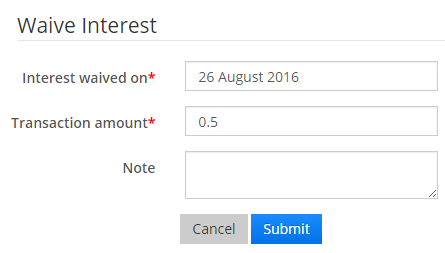 Waive Interest
Interest waived on* 26 August 2016
Transaction amount* 0.5
Note
Cancel Submit